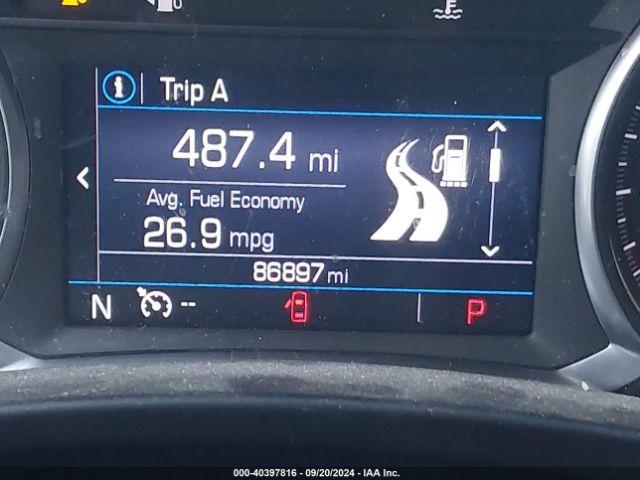 Trip A
487.4 mi
Avg. Fuel Economy
26.9 mpg
86897 mi
N -- P
000-40397816 - 09/20/2024 - IAA Inc.